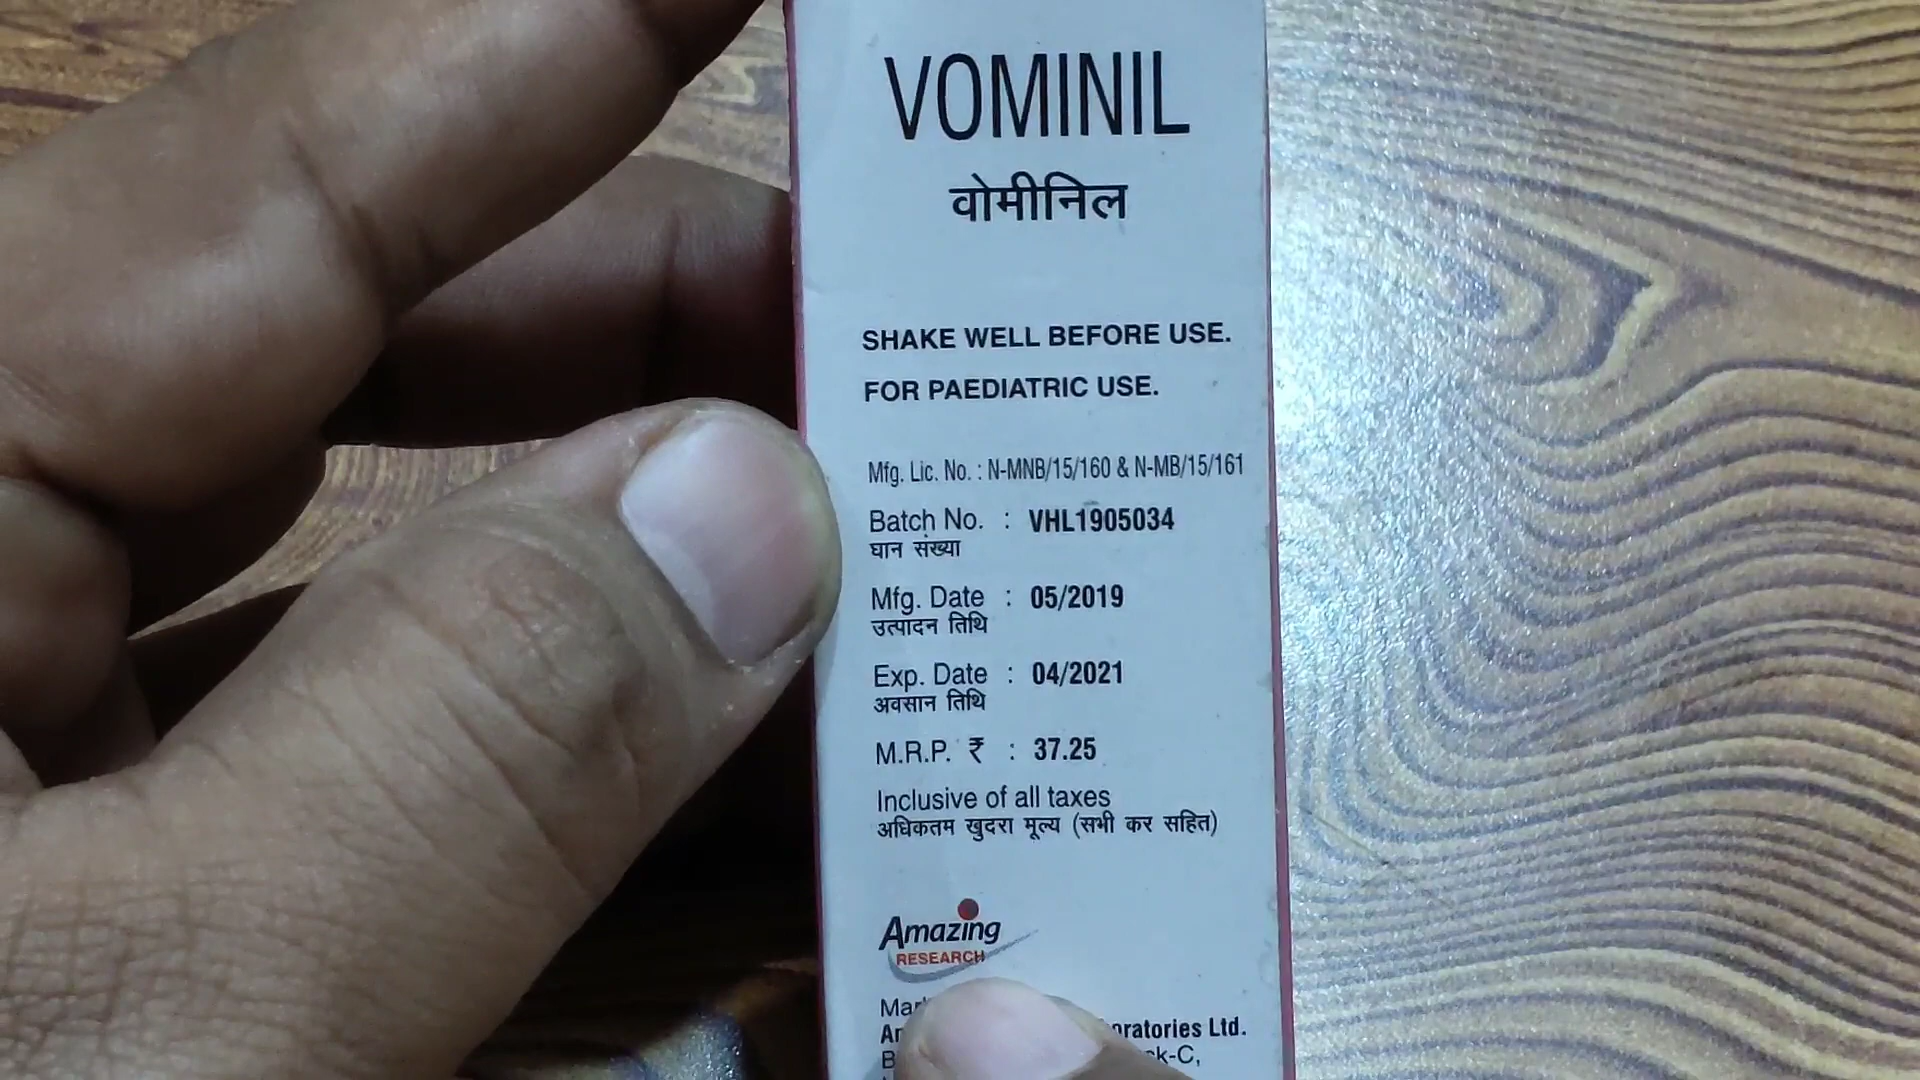 VOMINIL
वोमीनिल
SHAKE WELL BEFORE USE.
FOR PAEDIATRIC USE.
Mfg. Lic. No. : N-MNB/15/160 & N-MB/15/161
Batch No. : VHL1905034
घान संख्या
Mfg. Date : 05/2019
उत्पादन तिथि
Exp. Date : 04/2021
अवसान तिथि
M.R.P. ₹ : 37.25
Inclusive of all taxes
अधिकतम खुदरा मूल्य (सभी कर सहित)
Amazing
RESEARCH
Ltd.